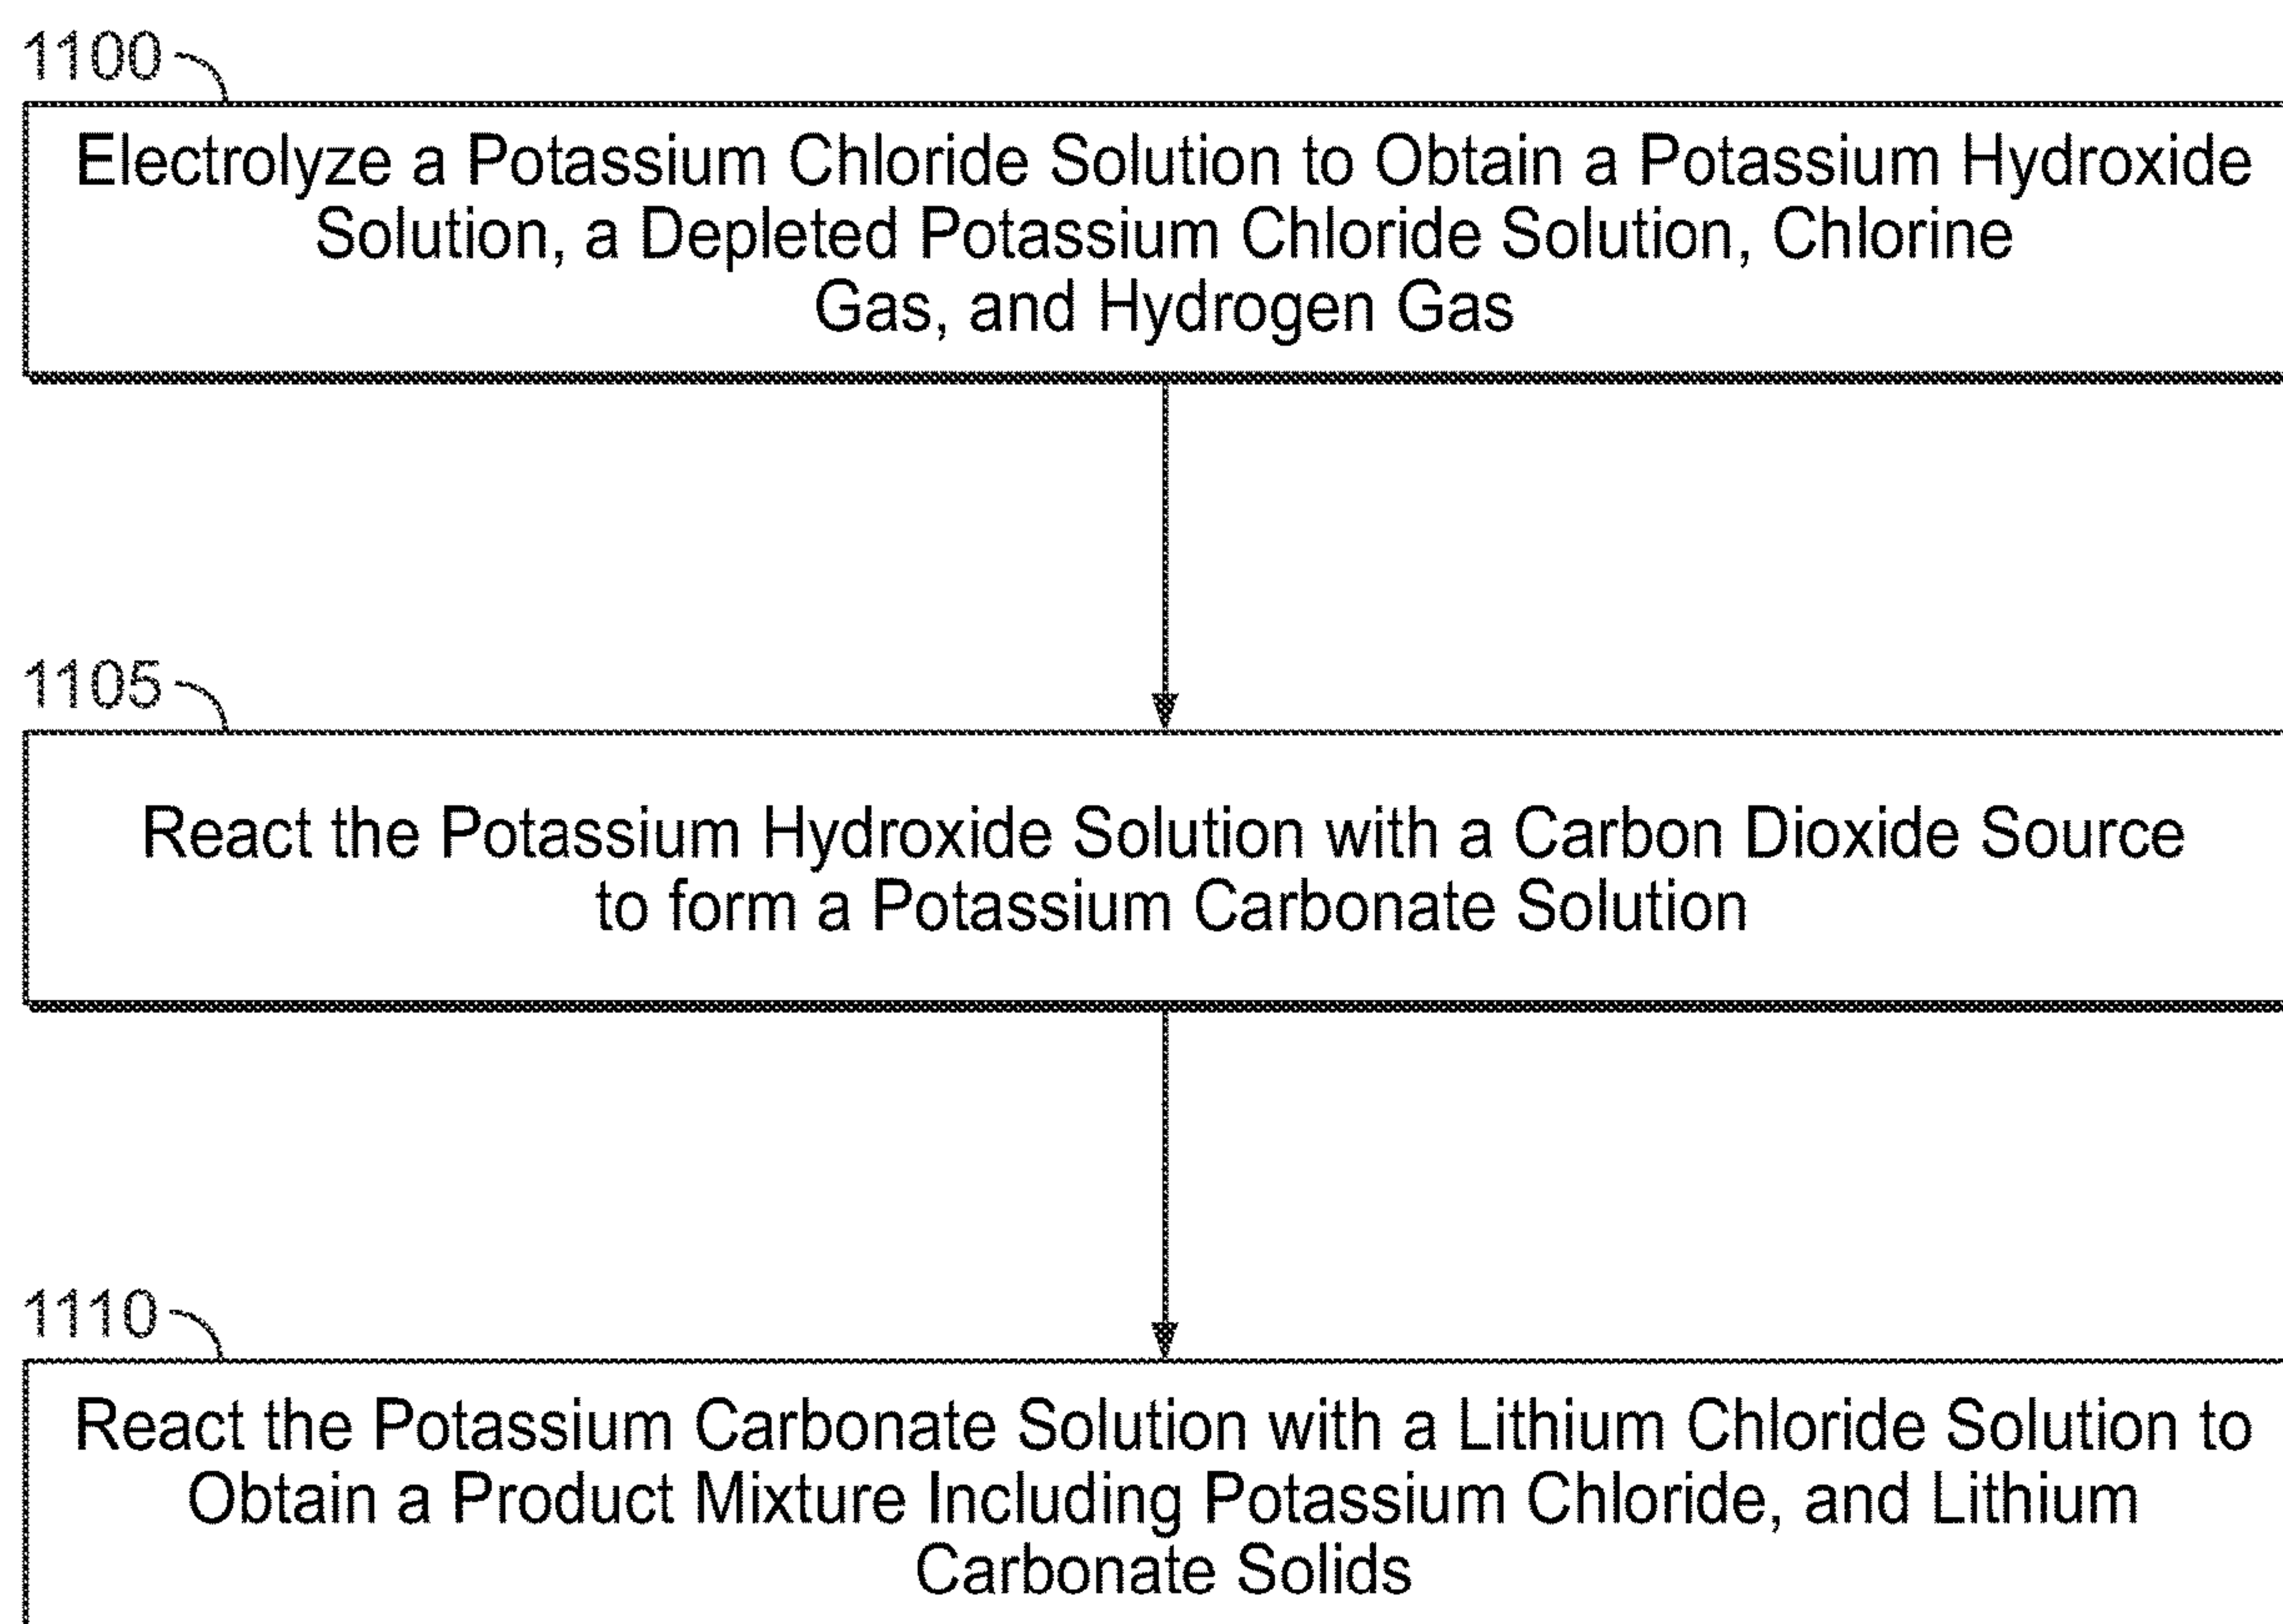 1100
Electrolyze a Potassium Chloride Solution to Obtain a Potassium Hydroxide
Solution, a Depleted Potassium Chloride Solution, Chlorine
Gas, and Hydrogen Gas
1105
React the Potassium Hydroxide Solution with a Carbon Dioxide Source
to form a Potassium Carbonate Solution
1110
React the Potassium Carbonate Solution with a Lithium Chloride Solution to
Obtain a Product Mixture Including Potassium Chloride, and Lithium
Carbonate Solids